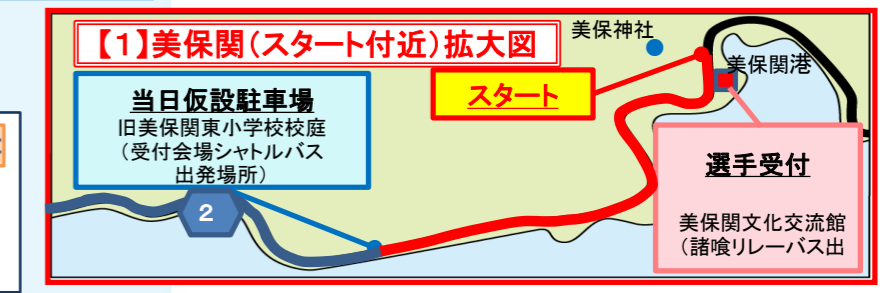 【1】美保関(スタート付近)拡大図
美保神社
美保関港
スタート
当日仮設駐車場
旧美保関東小学校校庭
(受付会場シャトルバス
出発場所)
2
選手受付
美保関文化交流館
(諸喰リレーバス出